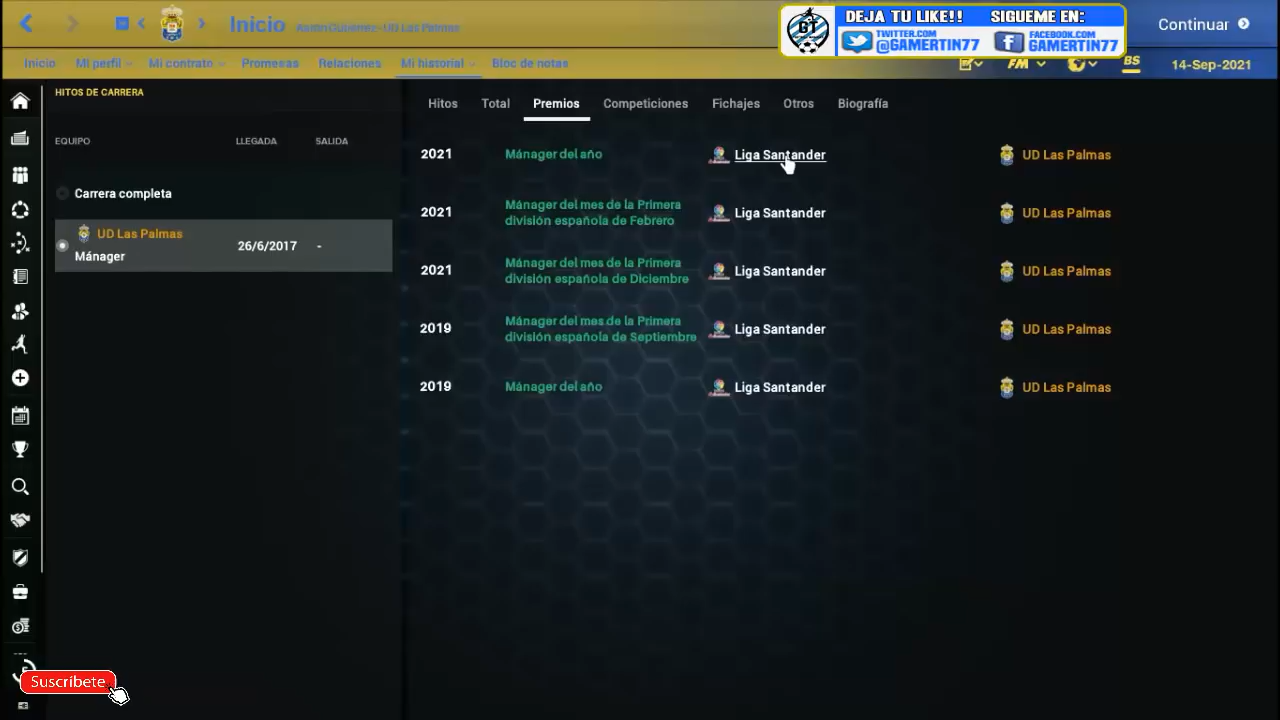 Inicio
DEJA TU LIKE!! SIGUEME EN:
TWITTER.COM @GAMERTIN77 FACEBOOK.COM GAMERTIN77
Continuar
Inicio Mi perfil Mi contrato Promesas Relaciones Mi historial Bloc de notas
FM BS 14-Sep-2021
HITOS DE CARRERA
Hitos Total Premios Competiciones Fichajes Otros Biografía
EQUIPO LLEGADA SALIDA
Carrera completa
UD Las Palmas
Mánager 26/6/2017 -
2021 Mánager del año Liga Santander UD Las Palmas
2021 Mánager del mes de la Primera división española de Febrero Liga Santander UD Las Palmas
2021 Mánager del mes de la Primera división española de Diciembre Liga Santander UD Las Palmas
2019 Mánager del mes de la Primera división española de Septiembre Liga Santander UD Las Palmas
2019 Mánager del año Liga Santander UD Las Palmas
Suscríbete